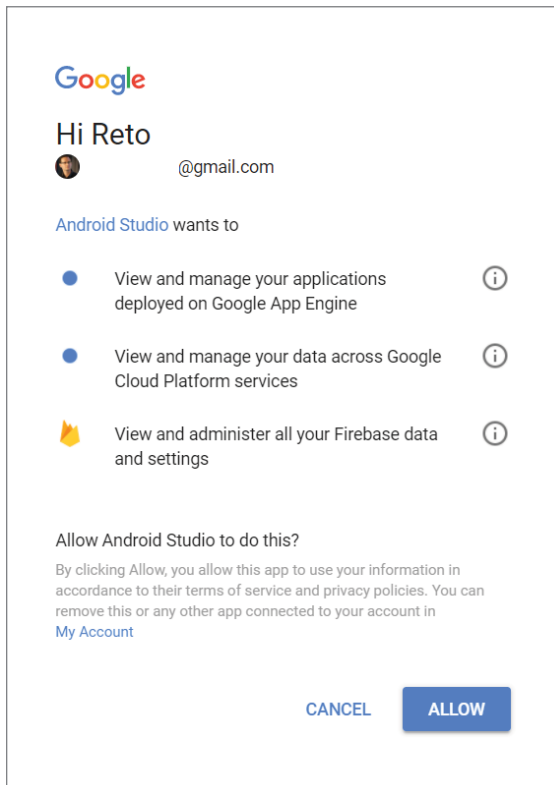 Google
Hi Reto
@gmail.com
Android Studio wants to
View and manage your applications
deployed on Google App Engine
View and manage your data across Google
Cloud Platform services
View and administer all your Firebase data
and settings
Allow Android Studio to do this?
By clicking Allow, you allow this app to use your information in
accordance to their terms of service and privacy policies. You can
remove this or any other app connected to your account in
My Account
CANCEL ALLOW